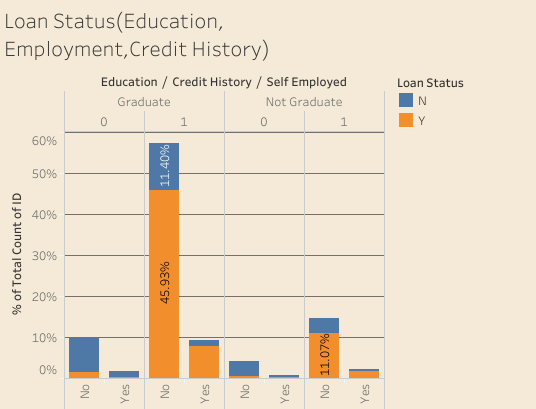 Loan Status(Education,
Employment,Credit History)
Education / Credit History / Self Employed
Loan Status
Graduate
Not Graduate
N
Y
0
1
0
1
% of Total Count of ID
60%
50%
40%
30%
20%
10%
0%
11.40%
45.93%
11.07%
No
Yes
No
Yes
No
Yes
No
Yes